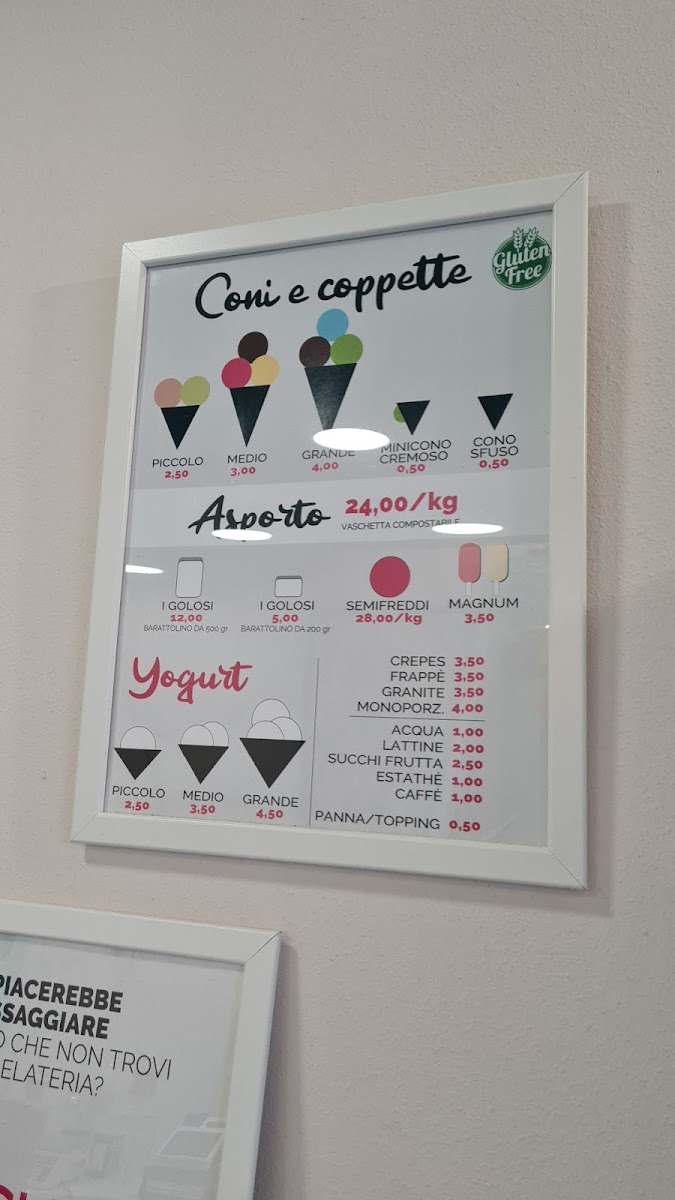 Coni e coppette
Gluten
Free
PICCOLO
2,50
MEDIO
3,00
GRANDE
4,00
MINICONO
CREMOSO
0,50
CONO
SFUSO
0,50
Asporto
24,00/kg
VASCHETTA COMPOSTABILE
I GOLOSI
12,00
BARATTOLINO DA 500 gr
I GOLOSI
5,00
BARATTOLINO DA 200 gr
SEMIFREDDI
28,00/kg
MAGNUM
3,50
Yogurt
PICCOLO
2,50
MEDIO
3,50
GRANDE
4,50
CREPES 3,50
FRAPPÈ 3,50
GRANITE 3,50
MONOPORZ. 4,00
ACQUA 1,00
LATTINE 2,00
SUCCHI FRUTTA 2,50
ESTATHÈ 1,00
CAFFÈ 1,00
PANNA/TOPPING 0,50
PIACEREBBE
SSAGGIARE
O CHE NON TROVI
ELATERIA?